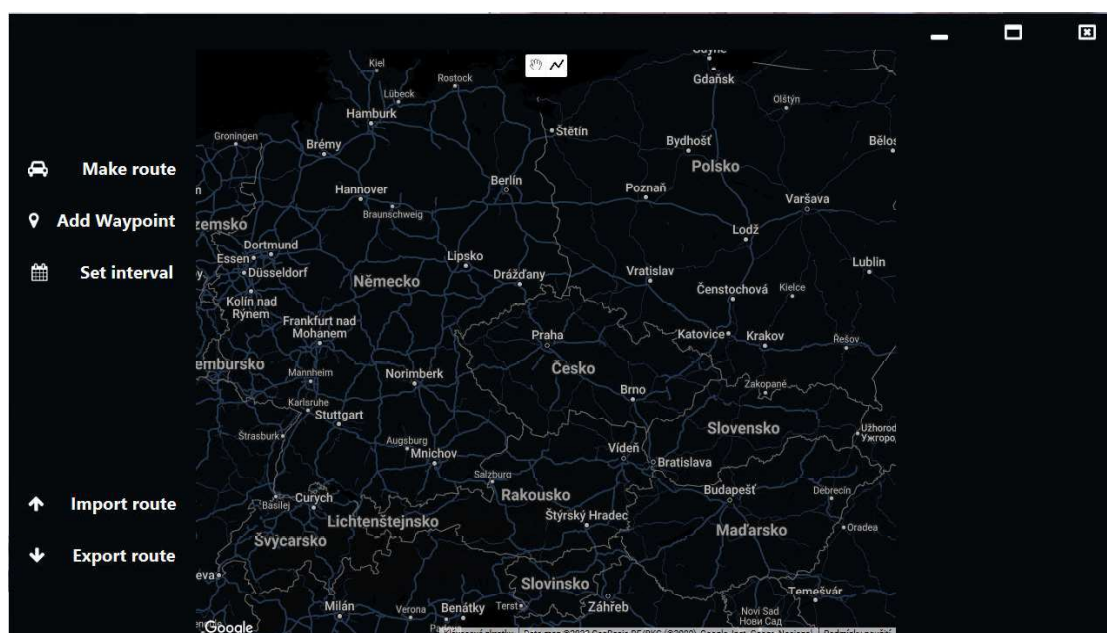 Make route
Add Waypoint
Set interval
Import route
Export route
Kiel
Rostock
Gdaňsk
Lübeck
Olštýn
Hamburk
Štětín
Groningen
Brémy
Bydhošť
Bělos
Polsko
Berlín
Hannover
Poznaň
Varšava
Braunschweig
zemsko
Lodž
Dortmund
Essen
Lipsko
Lublin
Düsseldorf
Německo
Drážďany
Vratislav
Čenstochová
Kielce
Kolín nad
Rýnem
Frankfurt nad
Mohanem
Praha
Katovice
Krakov
Řešov
embursko
Mannheim
Norimberk
Česko
Zakopané
Brno
Karlsruhe
Stuttgart
Slovensko
Užhorod
Ужгород
Štrasburk
Augsburg
Mnichov
Vídeň
Bratislava
Salzburg
Rakousko
Budapešť
Debrecín
Curych
Basilej
Lichtenštejnsko
Štýrský Hradec
Maďarsko
Oradea
Švýcarsko
eva
Slovinsko
Temešvár
Milán
Verona
Benátky
Terst
Záhřeb
Novi Sad
Нови Сад
Google